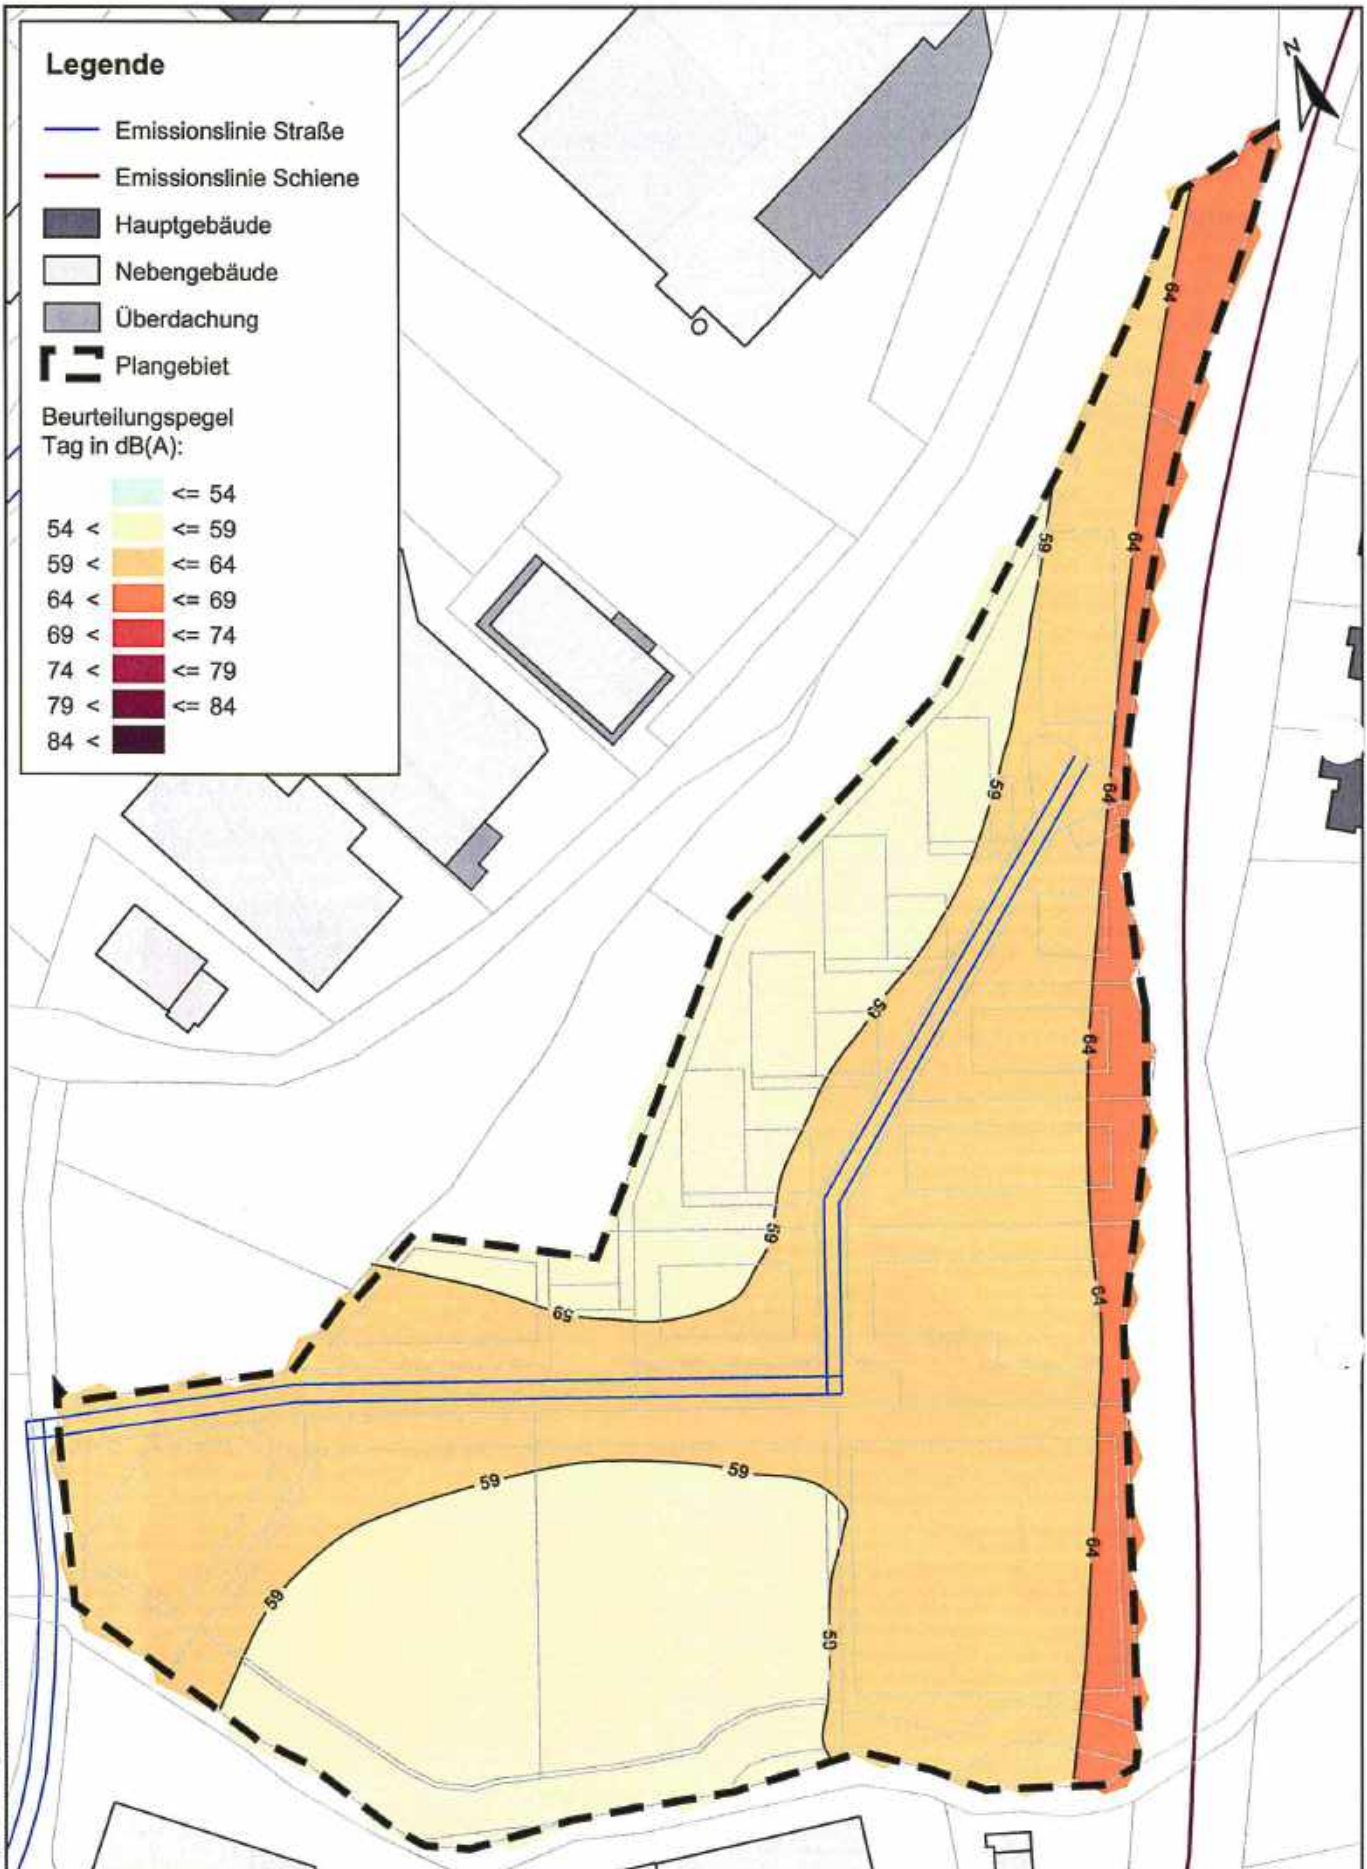 Legende
Emissionslinie Straße
Emissionslinie Schiene
Hauptgebäude
Nebengebäude
Überdachung
Plangebiet
Beurteilungspegel
Tag in dB(A):
<= 54
54 < <= 59
59 < <= 64
64 < <= 69
69 < <= 74
74 < <= 79
79 < <= 84
84 <
N
64
59
64
59
64
59
64
59
64
59
59
59
64
59
59